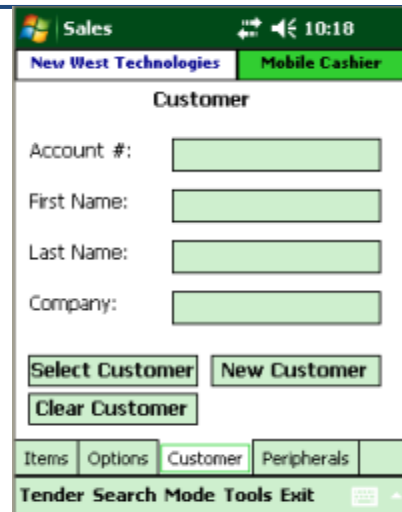 Sales 10:18
New West Technologies Mobile Cashier
Customer
Account #:
First Name:
Last Name:
Company:
Select Customer New Customer
Clear Customer
Items Options Customer Peripherals
Tender Search Mode Tools Exit